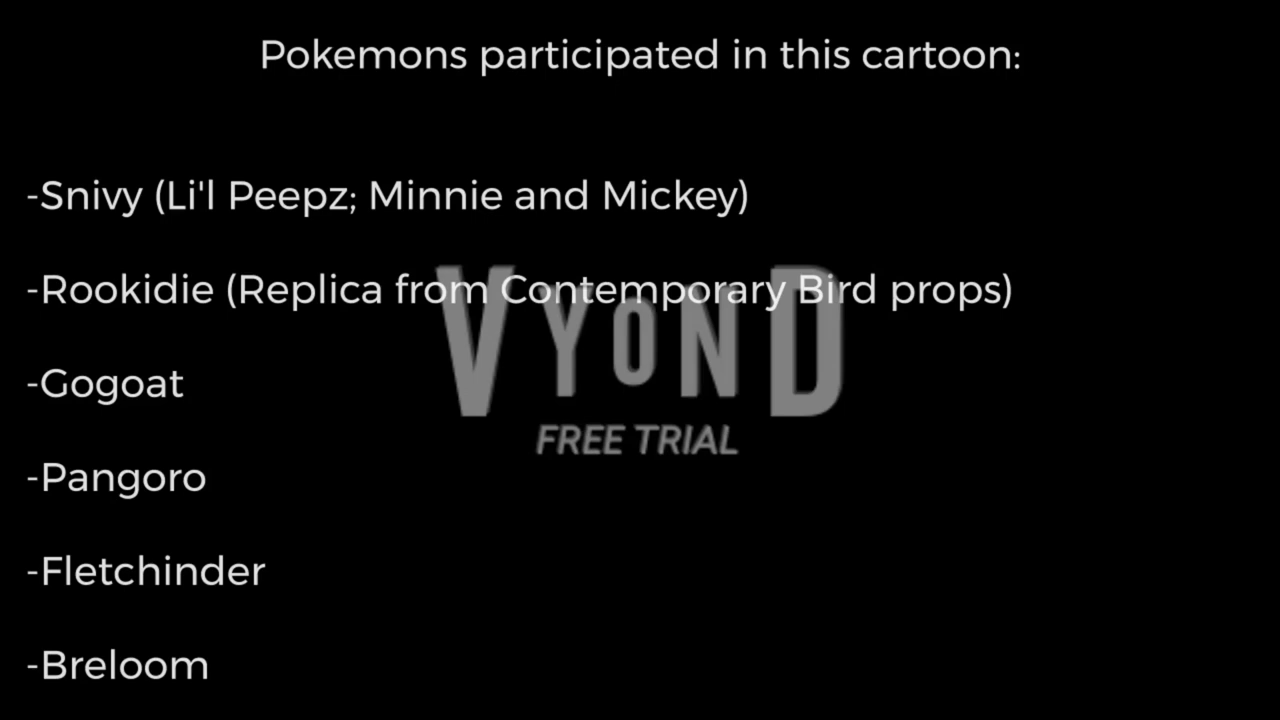 Pokemons participated in this cartoon:
-Snivy (Li'l Peepz; Minnie and Mickey)
-Rookidie (Replica from Contemporary Bird props)
VYONND
FREE TRIAL
-Gogoat
-Pangoro
-Fletchinder
-Breloom